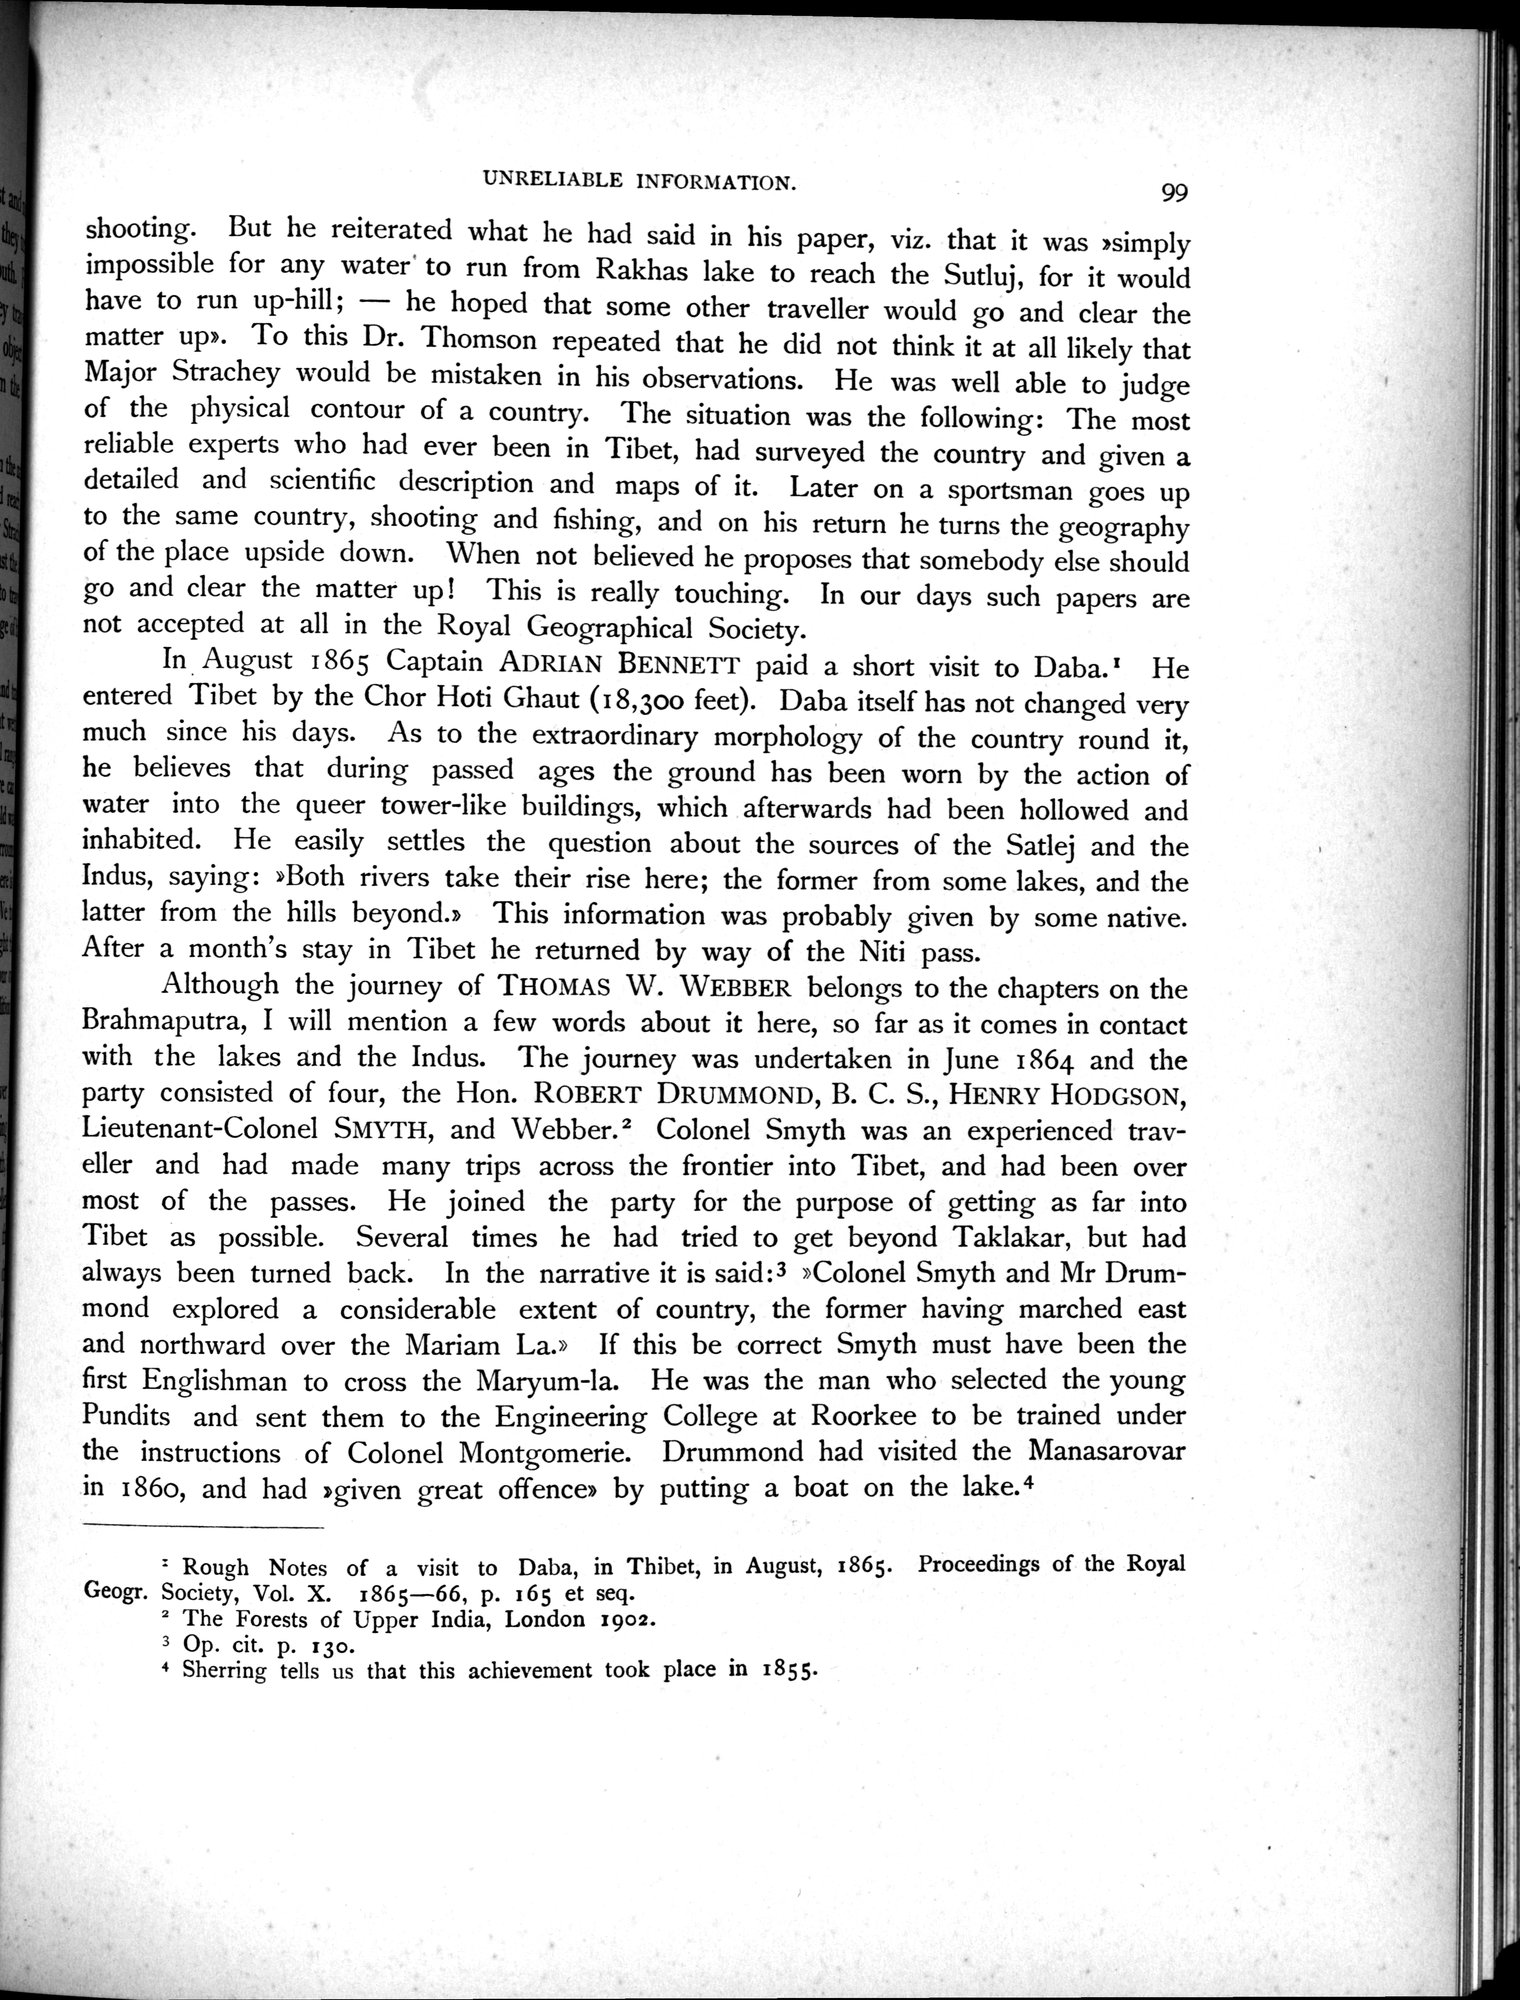 UNRELIABLE INFORMATION.
99
shooting. But he reiterated what he had said in his paper, viz. that it was »simply
impossible for any water to run from Rakhas lake to reach the Sutluj, for it would
have to run up-hill; — he hoped that some other traveller would go and clear the
matter up». To this Dr. Thomson repeated that he did not think it at all likely that
Major Strachey would be mistaken in his observations. He was well able to judge
of the physical contour of a country. The situation was the following: The most
reliable experts who had ever been in Tibet, had surveyed the country and given a
detailed and scientific description and maps of it. Later on a sportsman goes up
to the same country, shooting and fishing, and on his return he turns the geography
of the place upside down. When not believed he proposes that somebody else should
go and clear the matter up! This is really touching. In our days such papers are
not accepted at all in the Royal Geographical Society.
In August 1865 Captain ADRIAN BENNETT paid a short visit to Daba.¹ He
entered Tibet by the Chor Hoti Ghaut (18,300 feet). Daba itself has not changed very
much since his days. As to the extraordinary morphology of the country round it,
he believes that during passed ages the ground has been worn by the action of
water into the queer tower-like buildings, which afterwards had been hollowed and
inhabited. He easily settles the question about the sources of the Satlej and the
Indus, saying: »Both rivers take their rise here; the former from some lakes, and the
latter from the hills beyond.» This information was probably given by some native.
After a month's stay in Tibet he returned by way of the Niti pass.
Although the journey of THOMAS W. WEBBER belongs to the chapters on the
Brahmaputra, I will mention a few words about it here, so far as it comes in contact
with the lakes and the Indus. The journey was undertaken in June 1864 and the
party consisted of four, the Hon. ROBERT DRUMMOND, B. C. S., HENRY HODGSON,
Lieutenant-Colonel SMYTH, and Webber.² Colonel Smyth was an experienced trav-
eller and had made many trips across the frontier into Tibet, and had been over
most of the passes. He joined the party for the purpose of getting as far into
Tibet as possible. Several times he had tried to get beyond Taklakar, but had
always been turned back. In the narrative it is said:³ »Colonel Smyth and Mr Drum-
mond explored a considerable extent of country, the former having marched east
and northward over the Mariam La.» If this be correct Smyth must have been the
first Englishman to cross the Maryum-la. He was the man who selected the young
Pundits and sent them to the Engineering College at Roorkee to be trained under
the instructions of Colonel Montgomerie. Drummond had visited the Manasarovar
in 1860, and had »given great offence» by putting a boat on the lake.⁴
¹ Rough Notes of a visit to Daba, in Thibet, in August, 1865. Proceedings of the Royal
Geogr. Society, Vol. X. 1865—66, p. 165 et seq.
² The Forests of Upper India, London 1902.
³ Op. cit. p. 130.
⁴ Sherring tells us that this achievement took place in 1855.